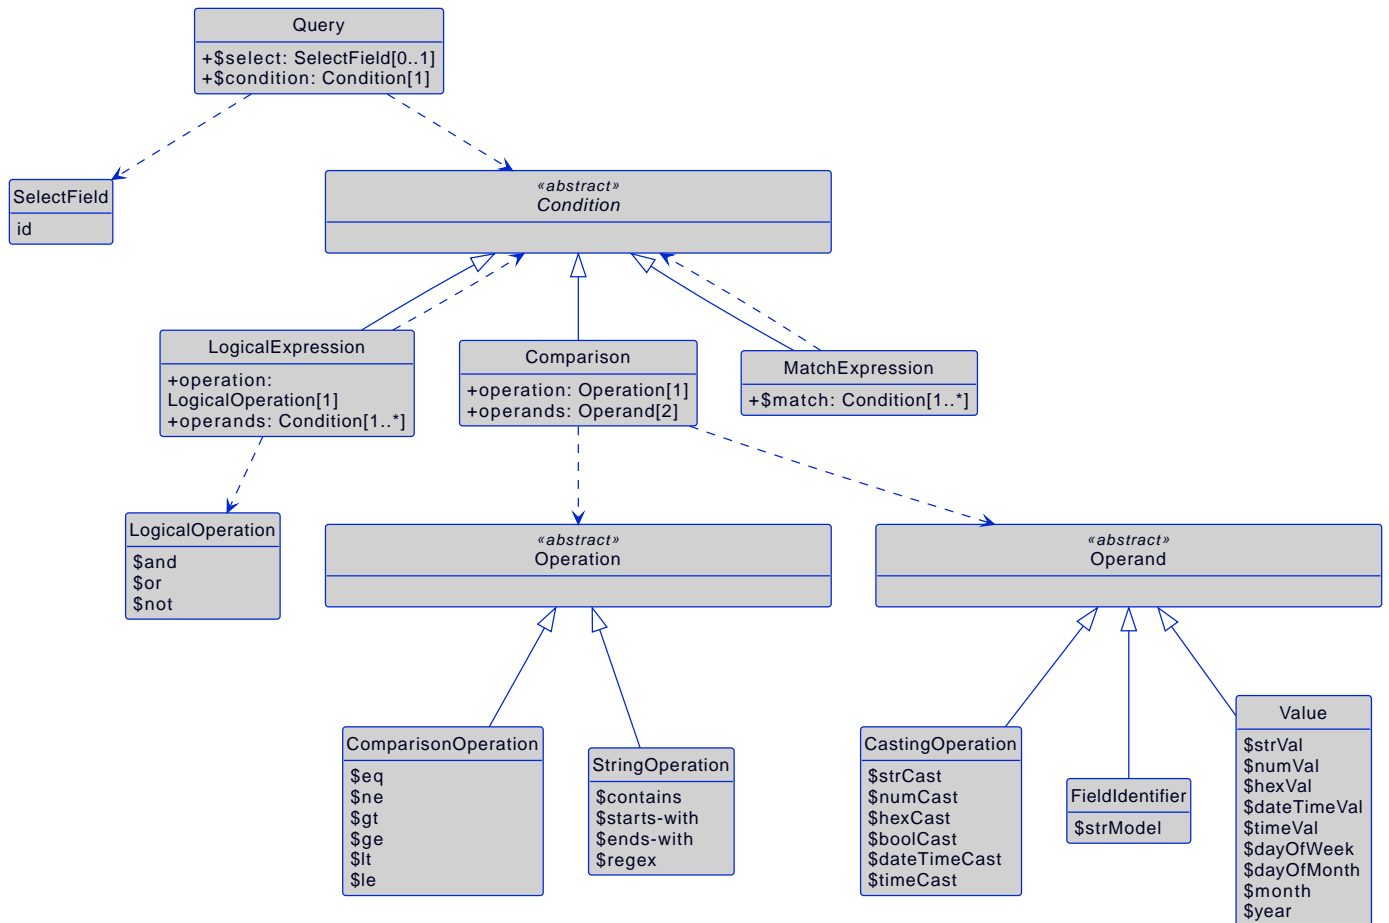 Query
+$select: SelectField[0..1]
+$condition: Condition[1]
SelectField
id
«abstract»
Condition
LogicalExpression
+operation:
LogicalOperation[1]
+operands: Condition[1..*]
Comparison
+operation: Operation[1]
+operands: Operand[2]
MatchExpression
+$match: Condition[1..*]
LogicalOperation
$and
$or
$not
«abstract»
Operation
«abstract»
Operand
ComparisonOperation
$eq
$ne
$gt
$ge
$lt
$le
StringOperation
$contains
$starts-with
$ends-with
$regex
CastingOperation
$strCast
$numCast
$hexCast
$boolCast
$dateTimeCast
$timeCast
FieldIdentifier
$strModel
Value
$strVal
$numVal
$hexVal
$dateTimeVal
$timeVal
$dayOfWeek
$dayOfMonth
$month
$year